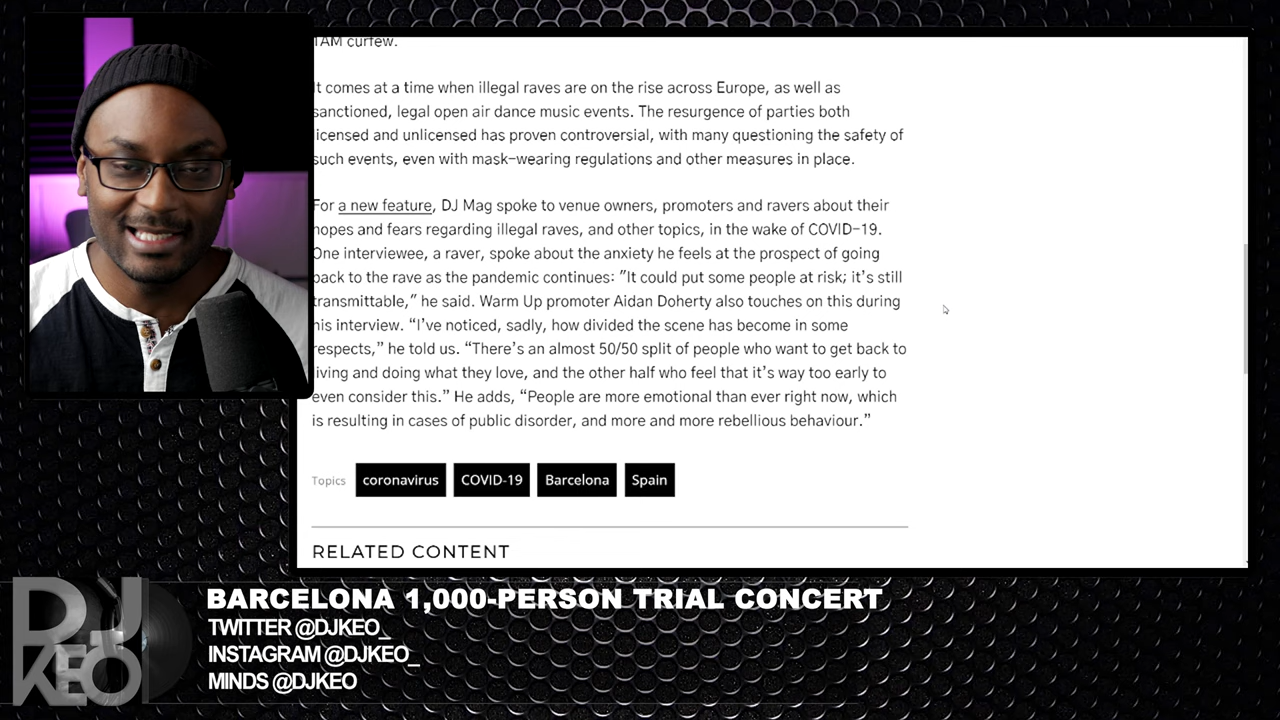 1AM curfew.
It comes at a time when illegal raves are on the rise across Europe, as well as
sanctioned, legal open air dance music events. The resurgence of parties both
licensed and unlicensed has proven controversial, with many questioning the safety of
such events, even with mask-wearing regulations and other measures in place.
For a new feature, DJ Mag spoke to venue owners, promoters and ravers about their
hopes and fears regarding illegal raves, and other topics, in the wake of COVID-19.
One interviewee, a raver, spoke about the anxiety he feels at the prospect of going
back to the rave as the pandemic continues: "It could put some people at risk; it's still
transmittable," he said. Warm Up promoter Aidan Doherty also touches on this during
his interview. “I've noticed, sadly, how divided the scene has become in some
respects,” he told us. “There's an almost 50/50 split of people who want to get back to
living and doing what they love, and the other half who feel that it's way too early to
even consider this.” He adds, “People are more emotional than ever right now, which
is resulting in cases of public disorder, and more and more rebellious behaviour.”
Topics coronavirus COVID-19 Barcelona Spain
RELATED CONTENT
DJ
KEO
BARCELONA 1,000-PERSON TRIAL CONCERT
TWITTER @DJKEO_
INSTAGRAM @DJKEO_
MINDS @DJKEO